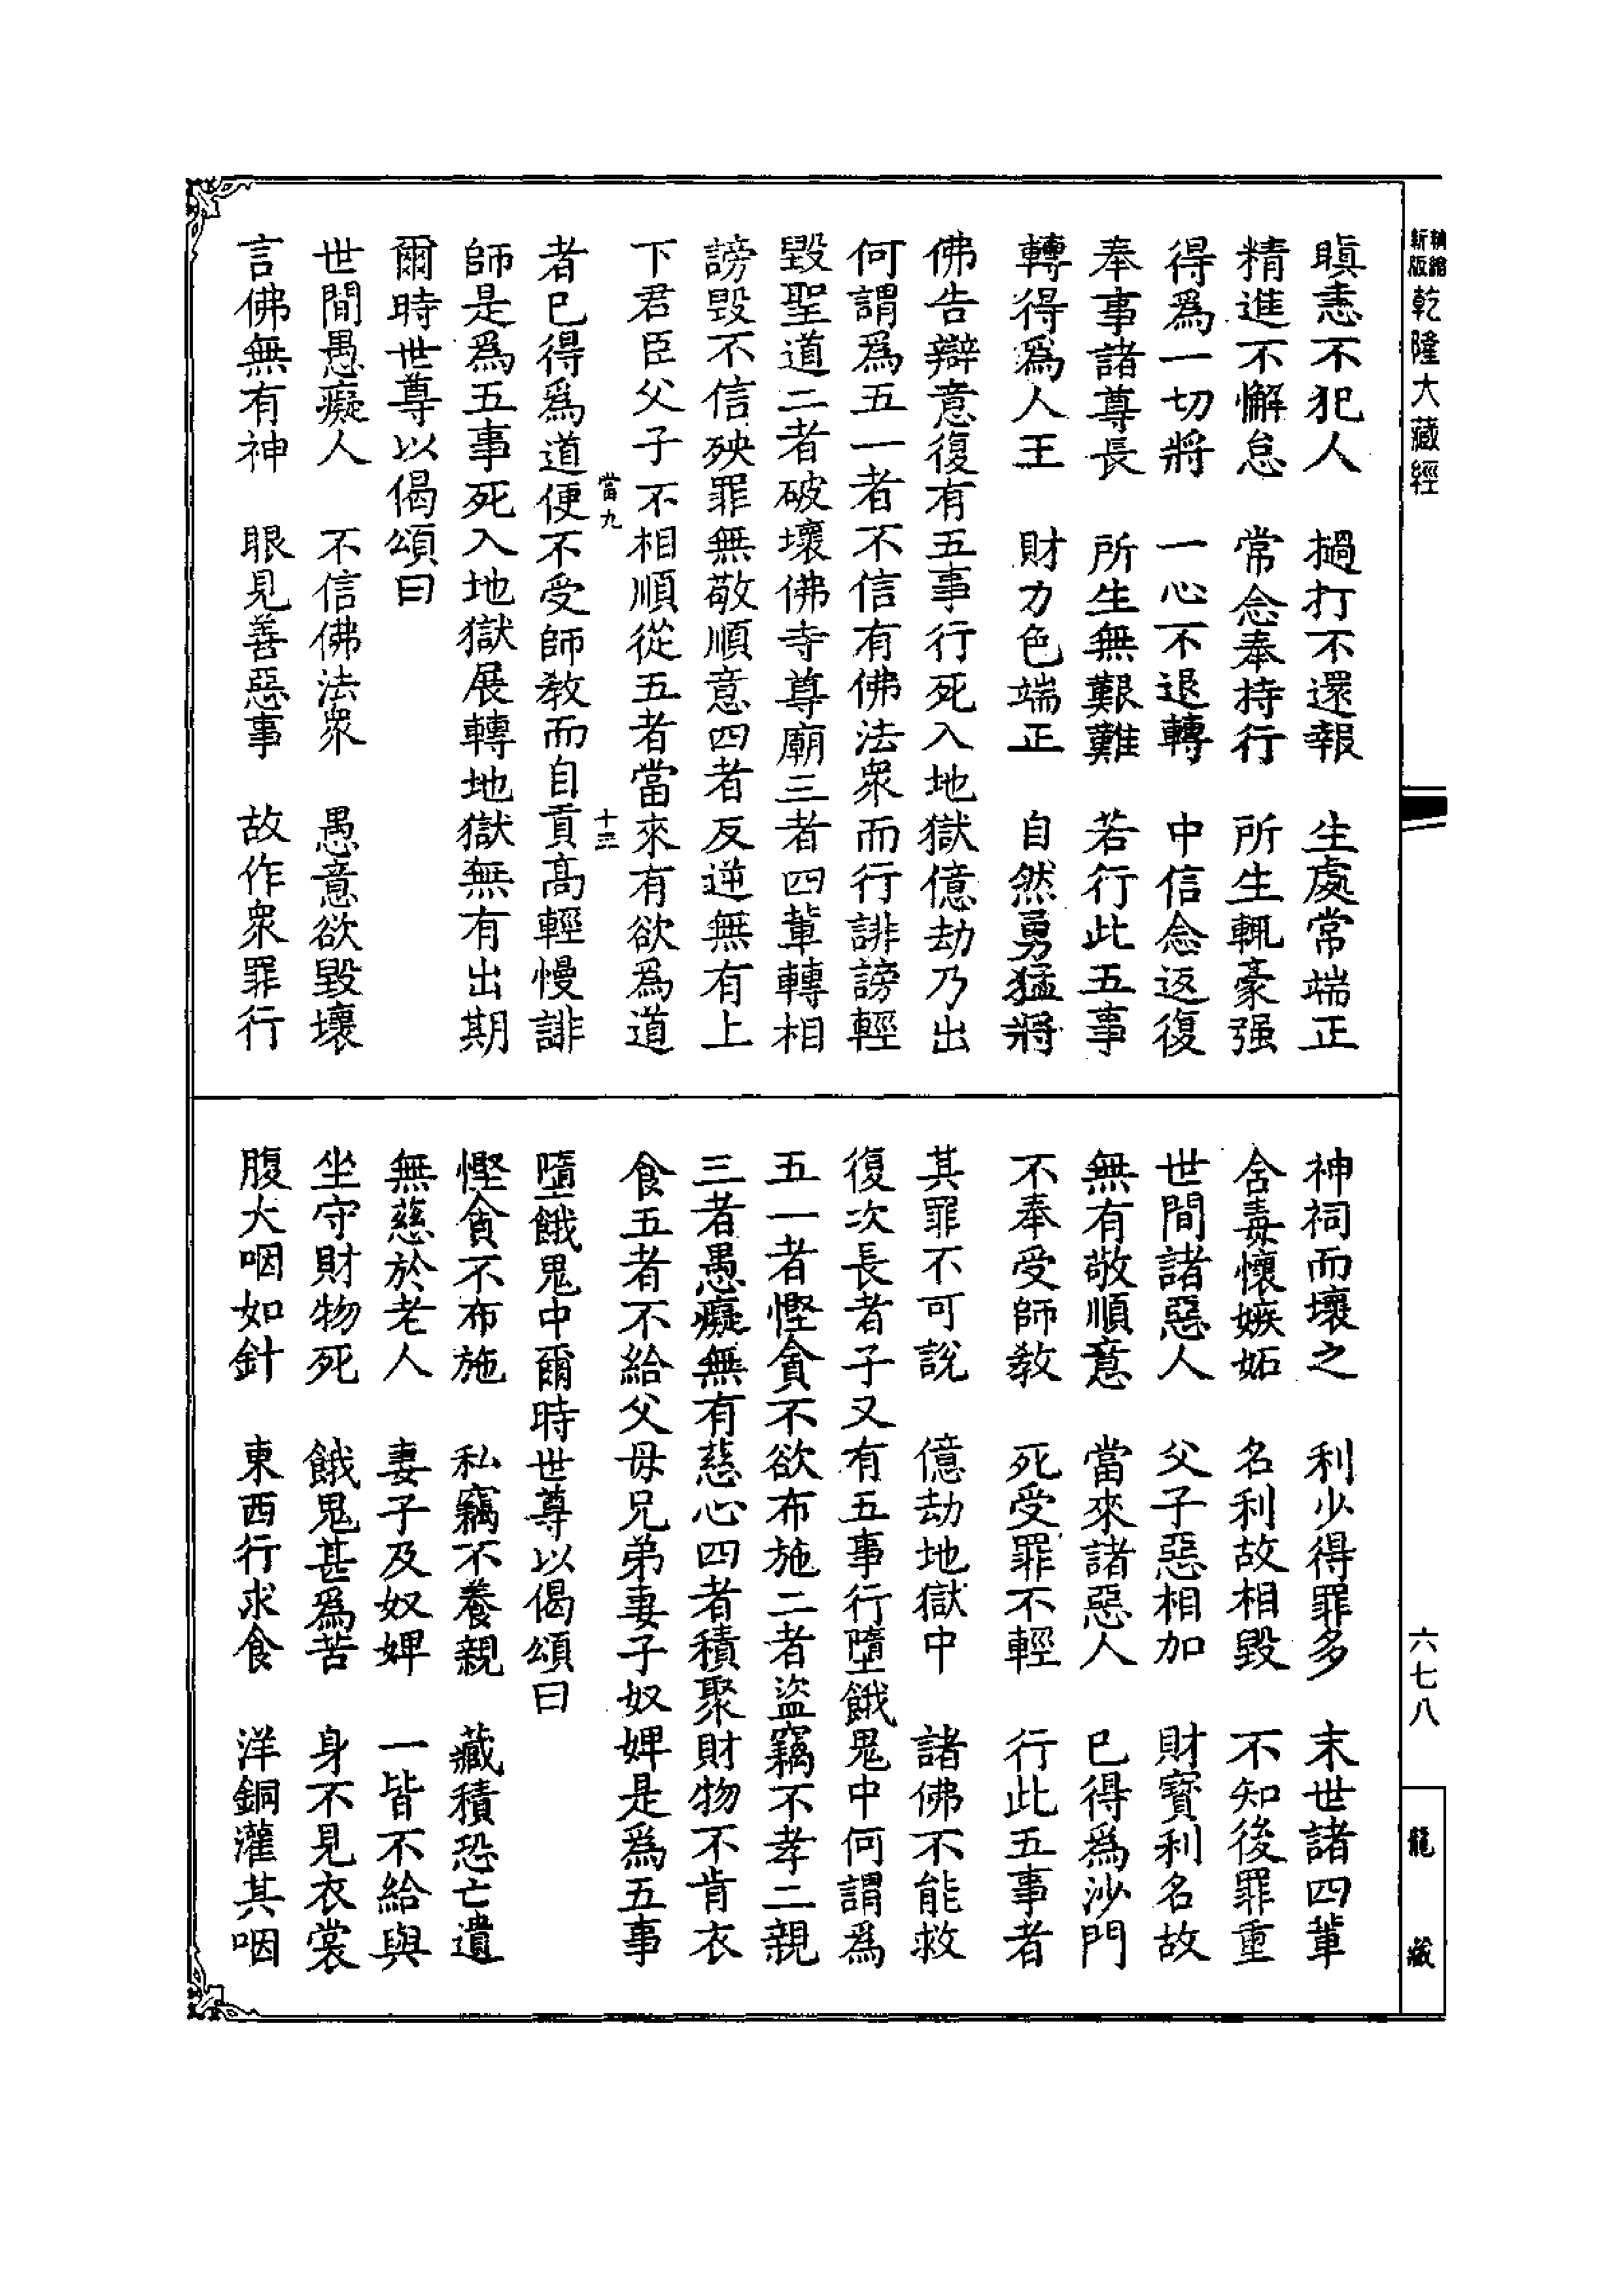 新版精縮乾隆大藏經
瞋恚不犯人　撾打不還報　生處常端正
精進不懈怠　常念奉持行　所生輒豪强
得爲一切將　一心不退轉　中信念返復
奉事諸尊長　所生無艱難　若行此五事
轉得爲人王　財力色端正　自然勇猛將
佛告辯意復有五事行死入地獄億劫乃出
何謂爲五一者不信有佛法衆而行誹謗輕
毀聖道二者破壞佛寺尊廟三者四輩轉相
謗毀不信殃罪無敬順意四者反逆無有上
下君臣父子不相順從五者當來有欲爲道
當九　十三
者已得爲道便不受師教而自貢高輕慢誹
師是爲五事死入地獄展轉地獄無有出期
爾時世尊以偈頌曰
世間愚癡人　不信佛法衆　愚意欲毀壞
言佛無有神　眼見善惡事　故作衆罪行
神祠而壞之　利少得罪多　末世諸四輩
含毒懷嫉妬　名利故相毀　不知後罪重
世間諸惡人　父子惡相加　財寶利名故
無有敬順意　當來諸惡人　已得爲沙門
不奉受師教　死受罪不輕　行此五事者
其罪不可說　億劫地獄中　諸佛不能救
復次長者子又有五事行墮餓鬼中何謂爲
五一者慳貪不欲布施二者盜竊不孝二親
三者愚癡無有慈心四者積聚財物不肯衣
食五者不給父母兄弟妻子奴婢是爲五事
墮餓鬼中爾時世尊以偈頌曰
慳貪不布施　私竊不養親　藏積恐亡遺
無慈於老人　妻子及奴婢　一皆不給與
坐守財物死　餓鬼甚爲苦　身不見衣裳
腹大咽如針　東西行求食　洋銅灌其咽
六七八
龍藏